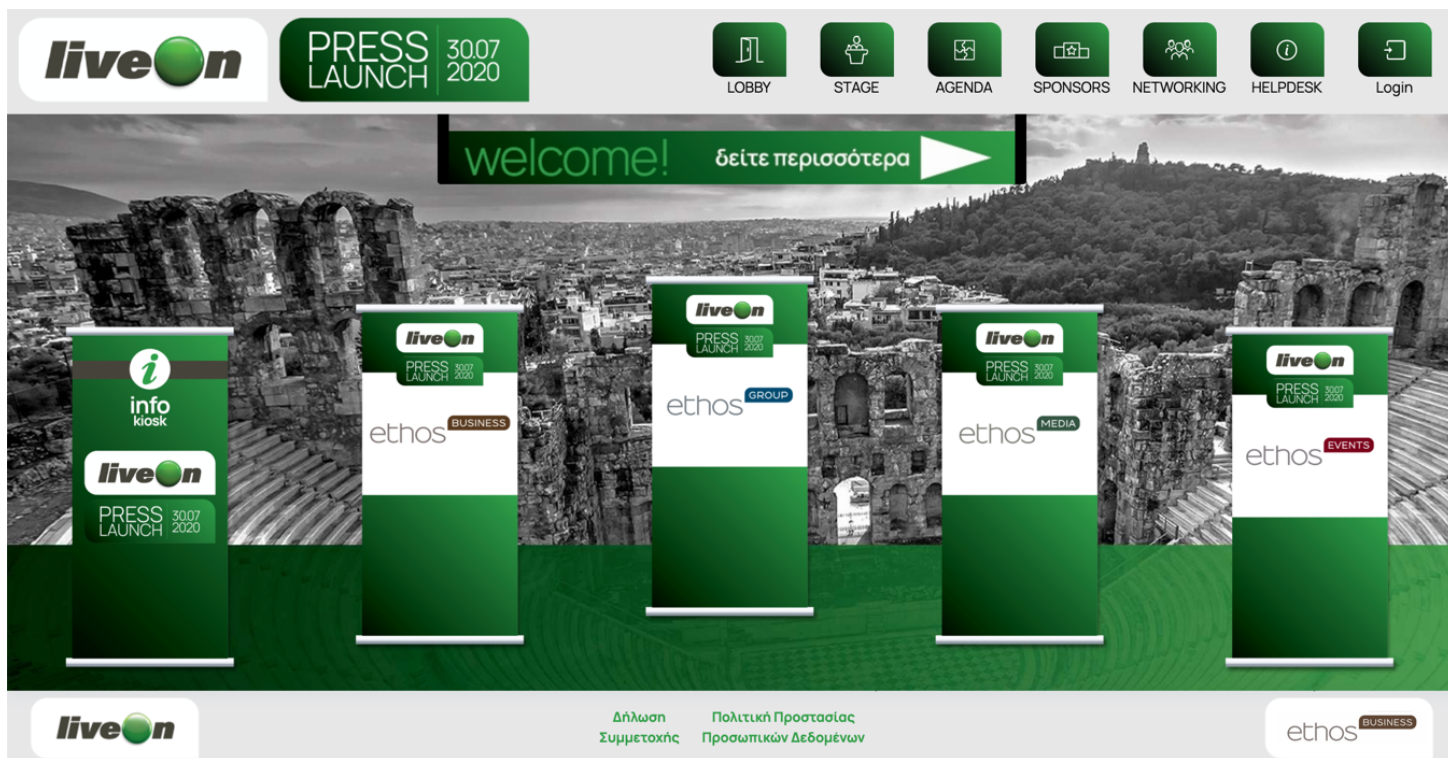 liveOn
PRESS
LAUNCH
30.07
2020
LOBBY
STAGE
AGENDA
SPONSORS
NETWORKING
HELPDESK
Login
welcome!
δείτε περισσότερα
i
info
kiosk
liveOn
PRESS
LAUNCH
30.07
2020
liveOn
PRESS
LAUNCH
30.07
2020
ethos BUSINESS
liveOn
PRESS
LAUNCH
30.07
2020
ethos GROUP
liveOn
PRESS
LAUNCH
30.07
2020
ethos MEDIA
liveOn
PRESS
LAUNCH
30.07
2020
ethos EVENTS
liveOn
Δήλωση
Συμμετοχής
Πολιτική Προστασίας
Προσωπικών Δεδομένων
ethos BUSINESS